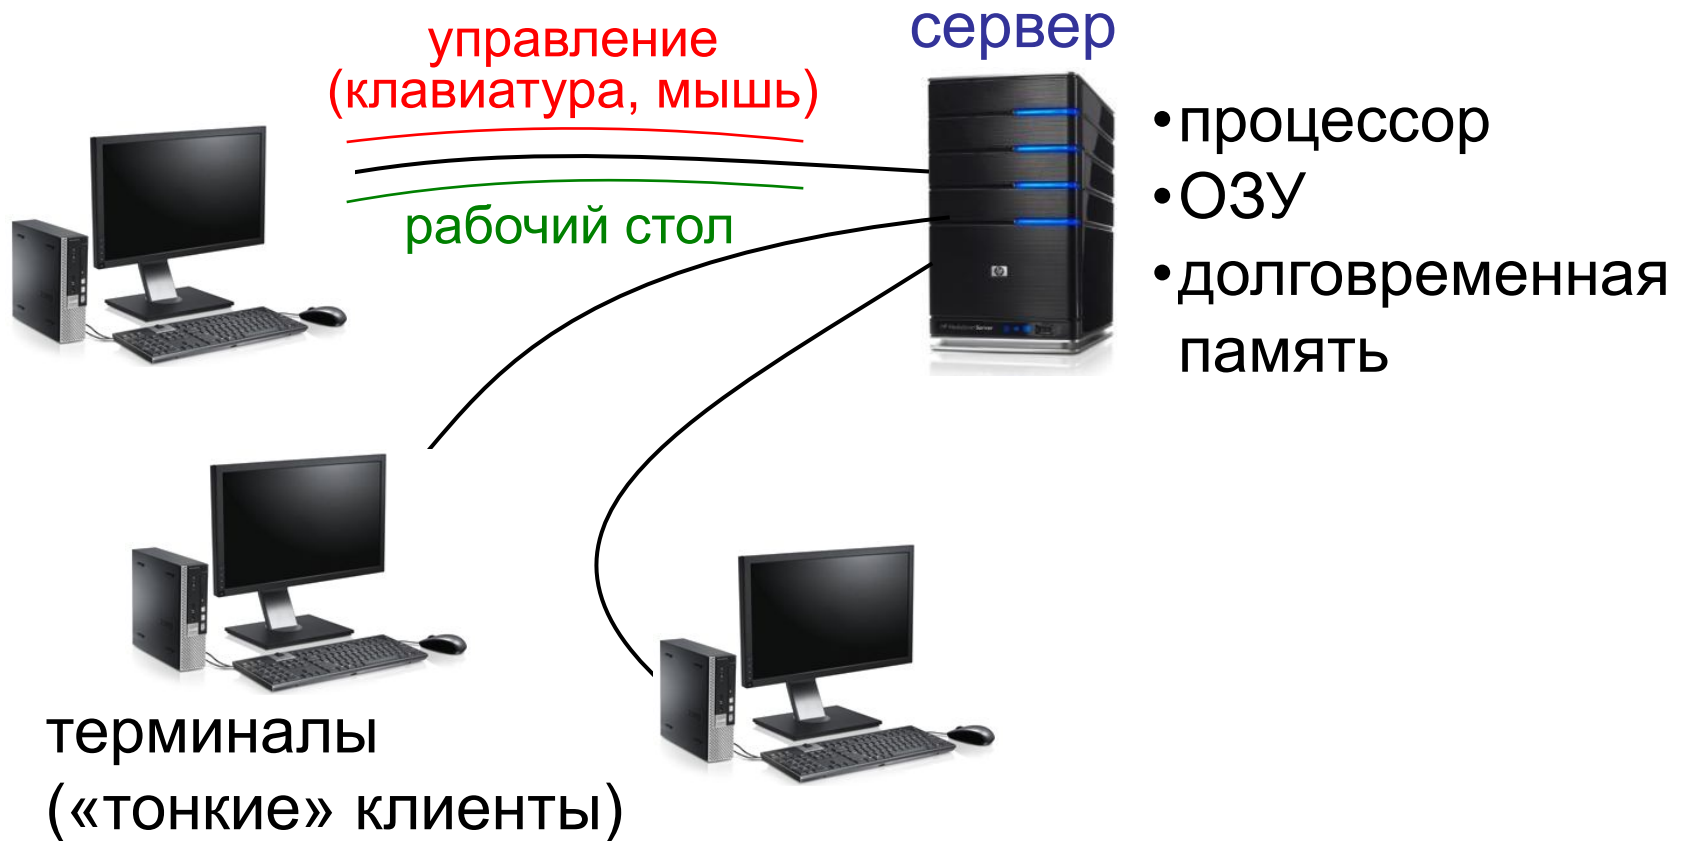 сервер
управление
(клавиатура, мышь)
рабочий стол
•процессор
•ОЗУ
•долговременная
память
терминалы
(«тонкие» клиенты)